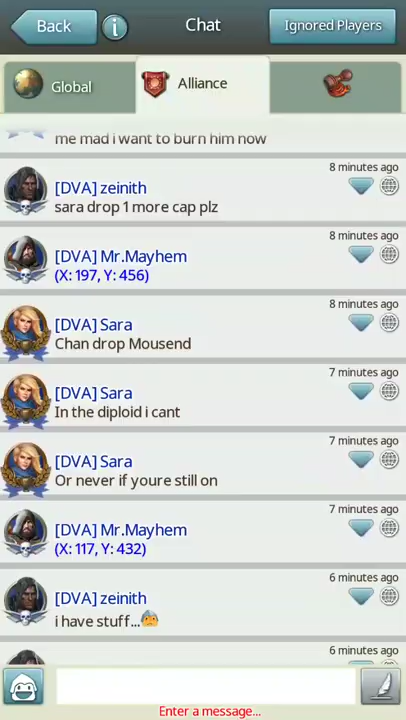 Back
Chat
Ignored Players
Global
Alliance
me mad i want to burn him now
8 minutes ago
[DVA] zeinith
sara drop 1 more cap plz
8 minutes ago
[DVA] Mr.Mayhem
(X: 197, Y: 456)
8 minutes ago
[DVA] Sara
Chan drop Mousend
7 minutes ago
[DVA] Sara
In the diploid i cant
7 minutes ago
[DVA] Sara
Or never if youre still on
7 minutes ago
[DVA] Mr.Mayhem
(X: 117, Y: 432)
6 minutes ago
[DVA] zeinith
i have stuff...
6 minutes ago
Enter a message...